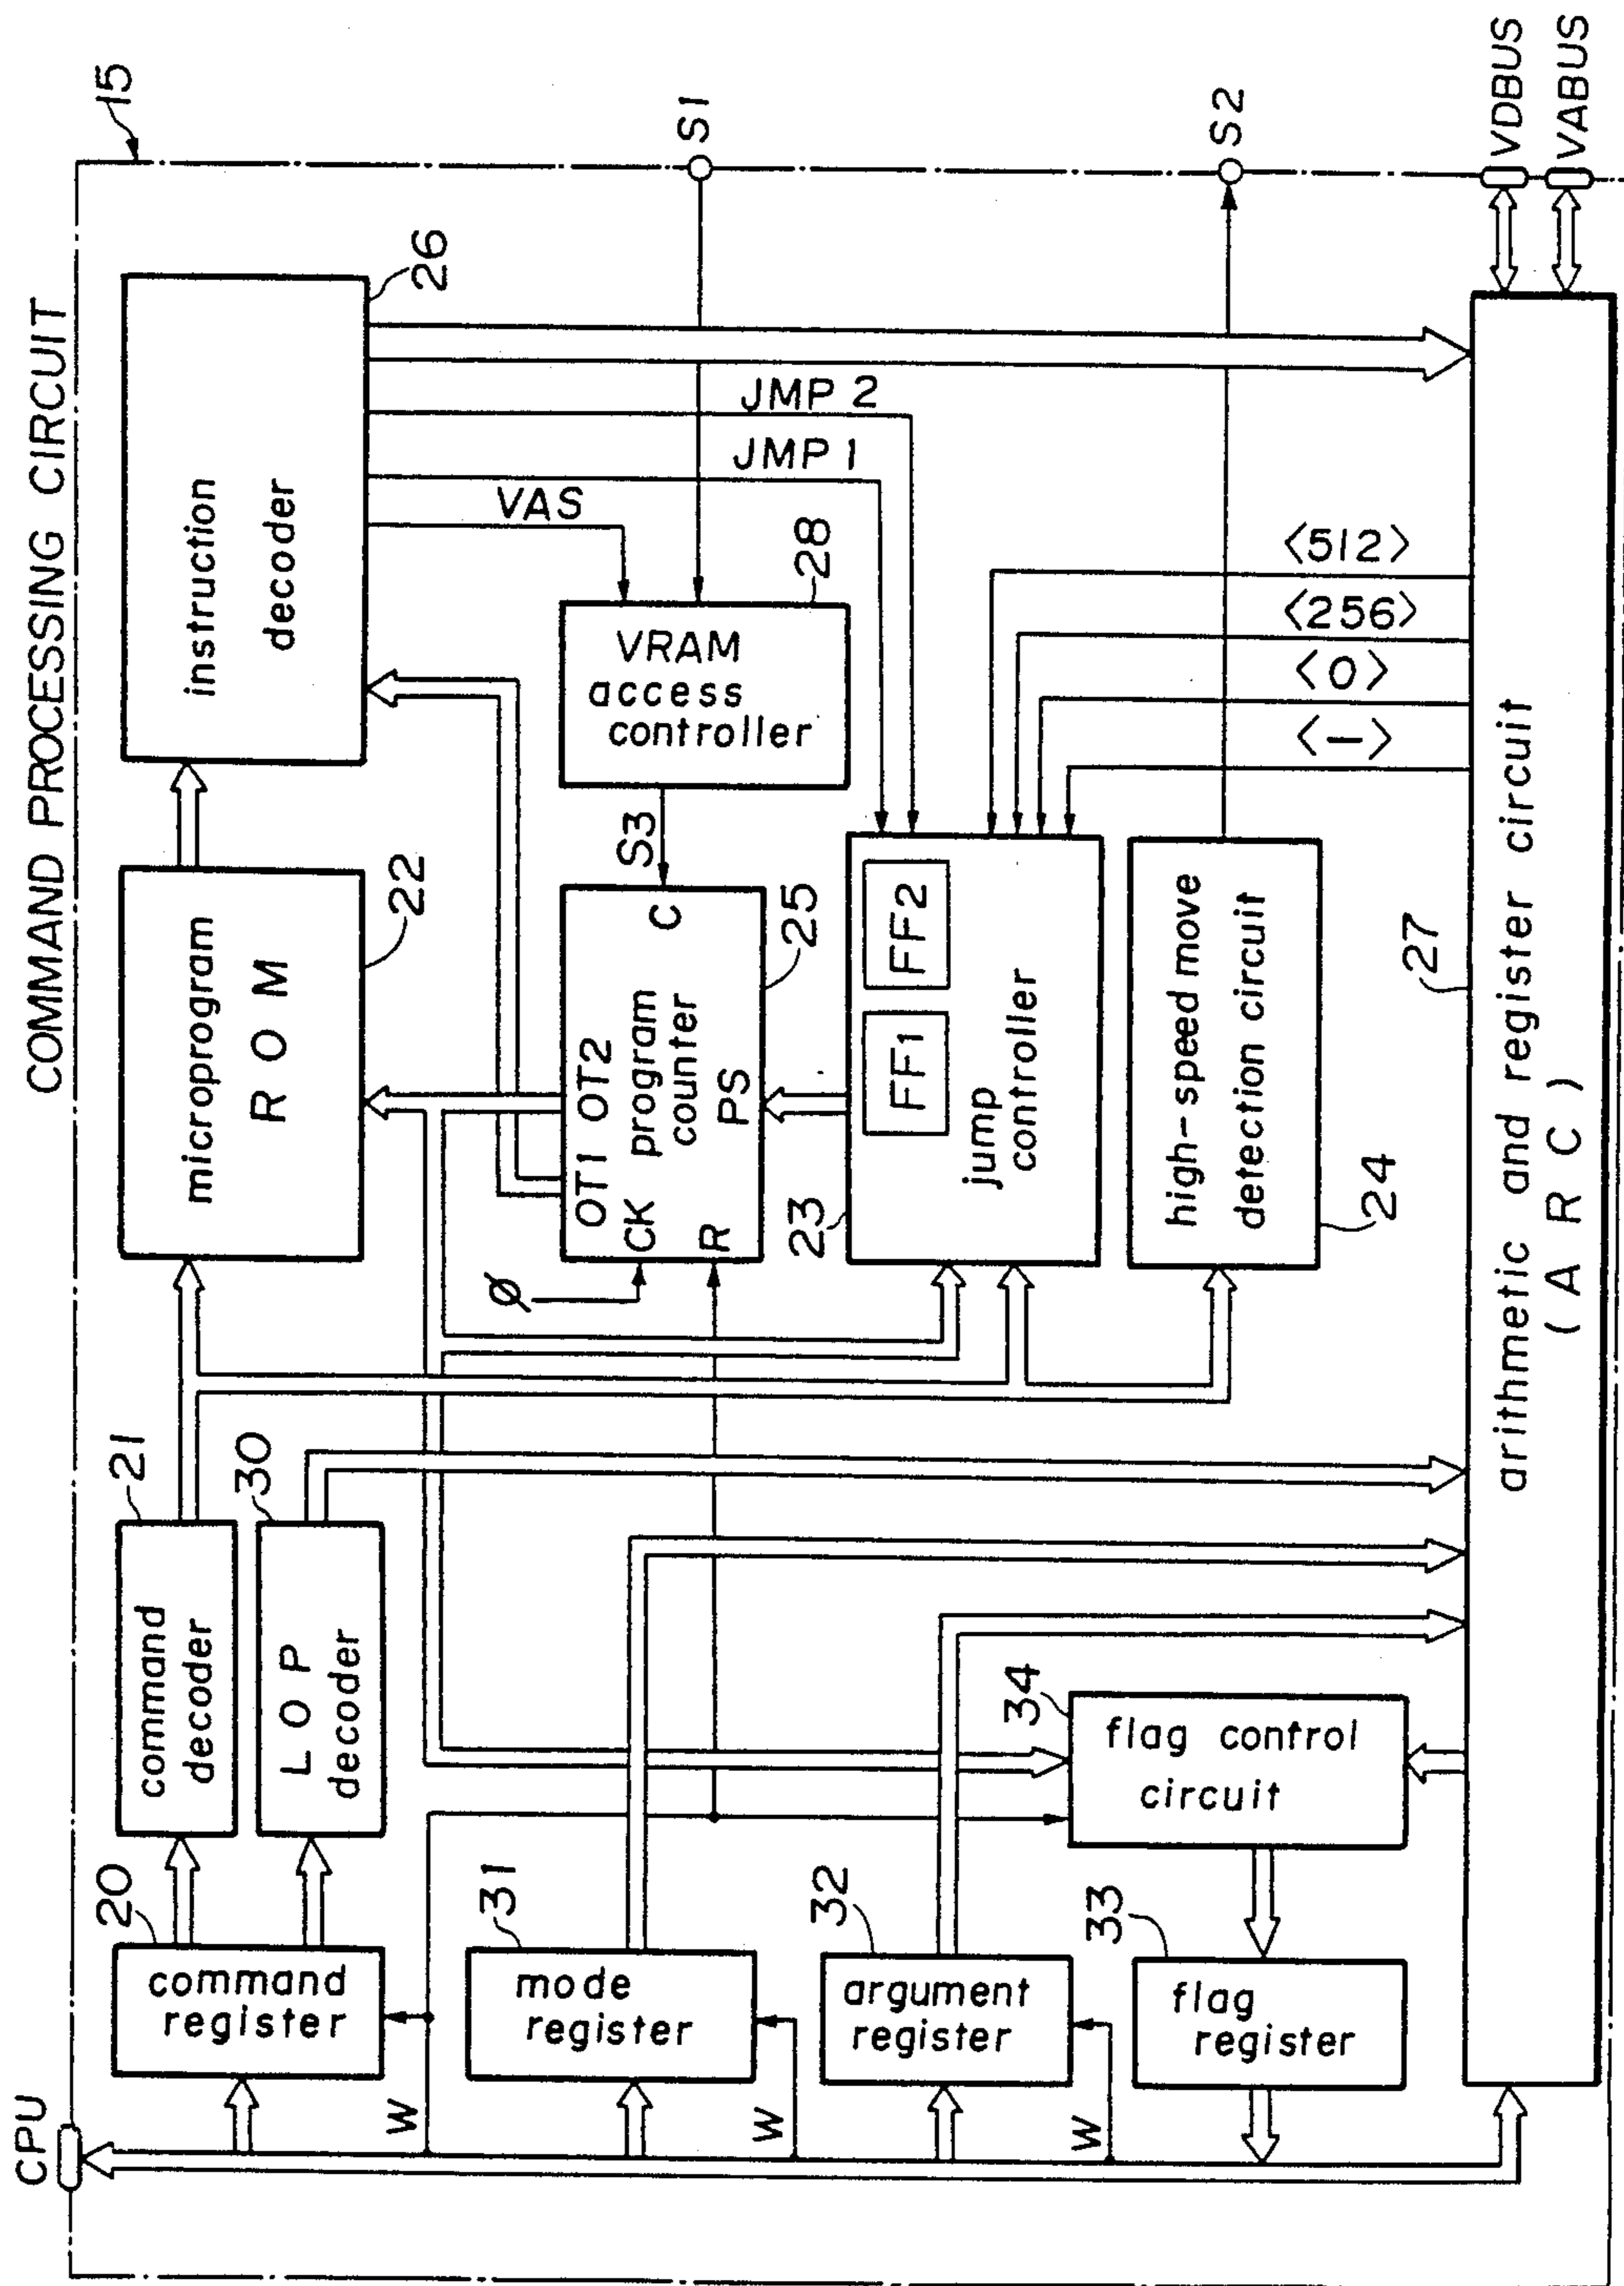 COMMAND PROCESSING CIRCUIT
15
CPU
20
command
register
21
command
decoder
30
L O P
decoder
microprogram
R O M
22
instruction
decoder
26
W
31
mode
register
W
32
argument
register
W
33
flag
register
34
flag control
circuit
Ø
OT1 OT2
CK
program
counter
C
R
PS
25
S3
VRAM
access
controller
28
VAS
JMP 1
JMP 2
S1
23
FF1
FF2
jump
controller
high-speed move
detection circuit
24
<512>
<256>
<0>
<->
S2
27
arithmetic and register circuit
( A R C )
VDBUS
VABUS